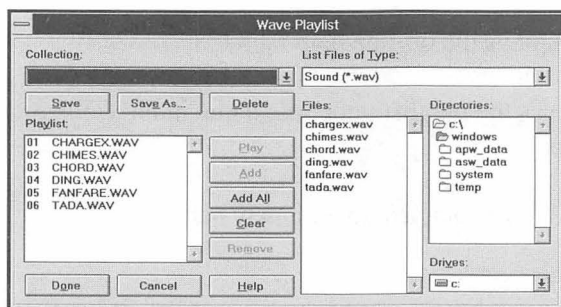 Wave Playlist
Collection:
List Files of Type:
Sound (*.wav)
Save
Save As...
Delete
Files:
Directories:
Playlist:
01 CHARGEX.WAV
02 CHIMES.WAV
03 CHORD.WAV
04 DING.WAV
05 FANFARE.WAV
06 TADA.WAV
Play
Add
Add All
Clear
Remove
chargex.wav
chimes.wav
chord.wav
ding.wav
fanfare.wav
tada.wav
c:\
windows
apw_data
asw_data
system
temp
Drives:
c:
Done
Cancel
Help